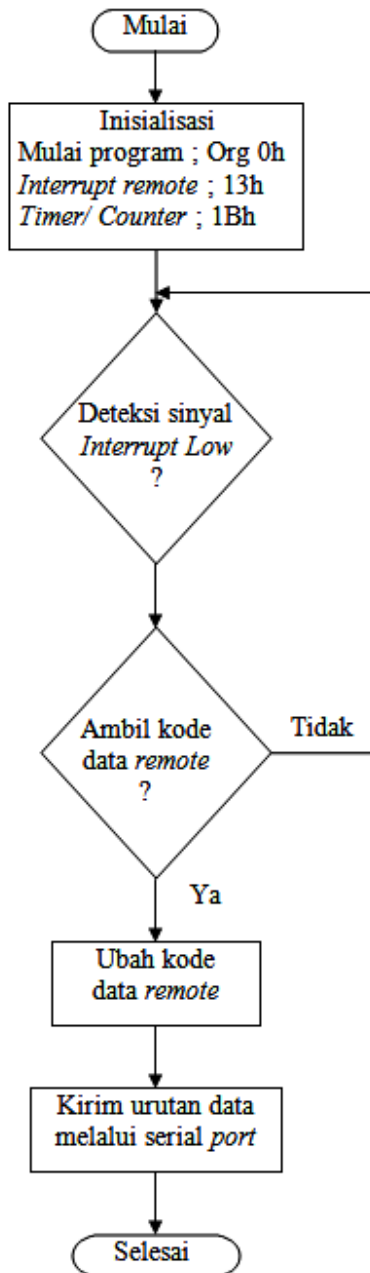 Mulai
Inisialisasi
Mulai program ; Org 0h
Interrupt remote ; 13h
Timer/ Counter ; 1Bh
Deteksi sinyal
Interrupt Low
?
Ambil kode
data remote
?
Tidak
Ya
Ubah kode
data remote
Kirim urutan data
melalui serial port
Selesai